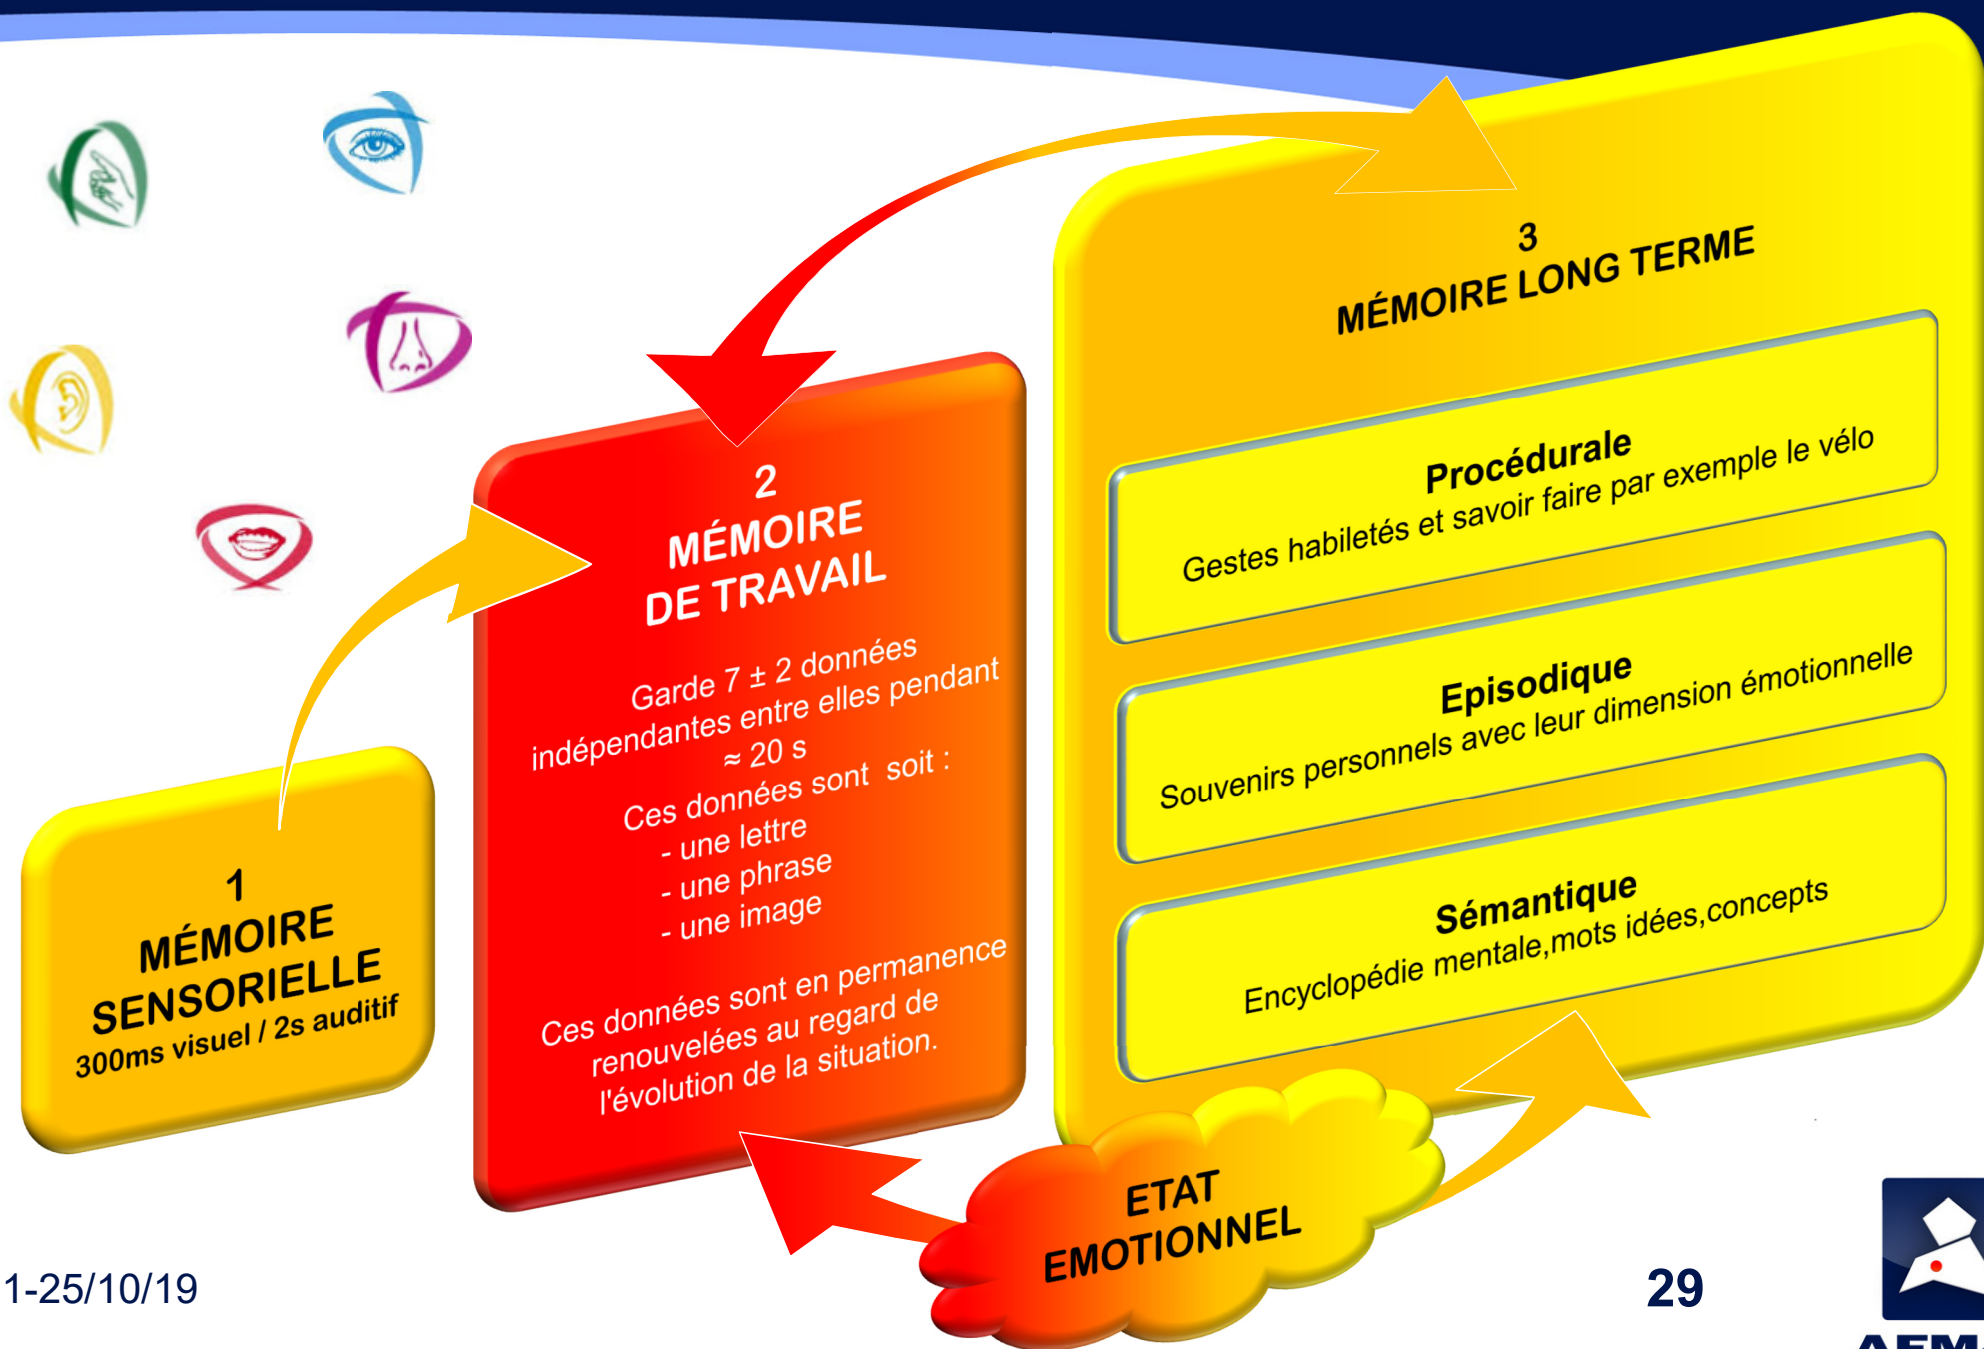 1
MÉMOIRE
SENSORIELLE
300ms visuel / 2s auditif
2
MÉMOIRE
DE TRAVAIL
Garde 7 ± 2 données
indépendantes entre elles pendant
≈ 20 s
Ces données sont soit :
- une lettre
- une phrase
- une image
Ces données sont en permanence
renouvelées au regard de
l'évolution de la situation.
3
MÉMOIRE LONG TERME
Procédurale
Gestes habiletés et savoir faire par exemple le vélo
Episodique
Souvenirs personnels avec leur dimension émotionnelle
Sémantique
Encyclopédie mentale,mots idées,concepts
ETAT
EMOTIONNEL
1-25/10/19
29